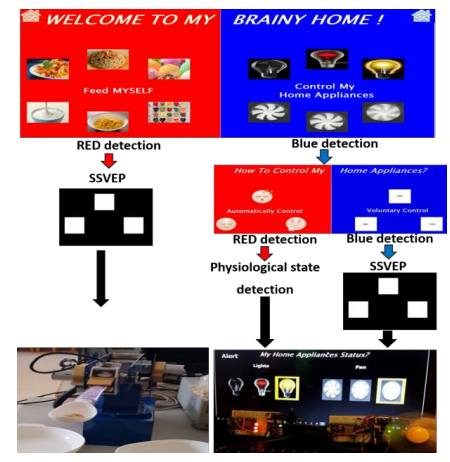 WELCOME TO MY BRAINY HOME !
Feed MYSELF
Control My
Home Appliances
RED detection
Blue detection
SSVEP
How To Control My Home Appliances?
Automatically Control
Voluntary Control
RED detection
Blue detection
Physiological state
detection
SSVEP
Alert
My Home Appliances Status?
Lights
Fan